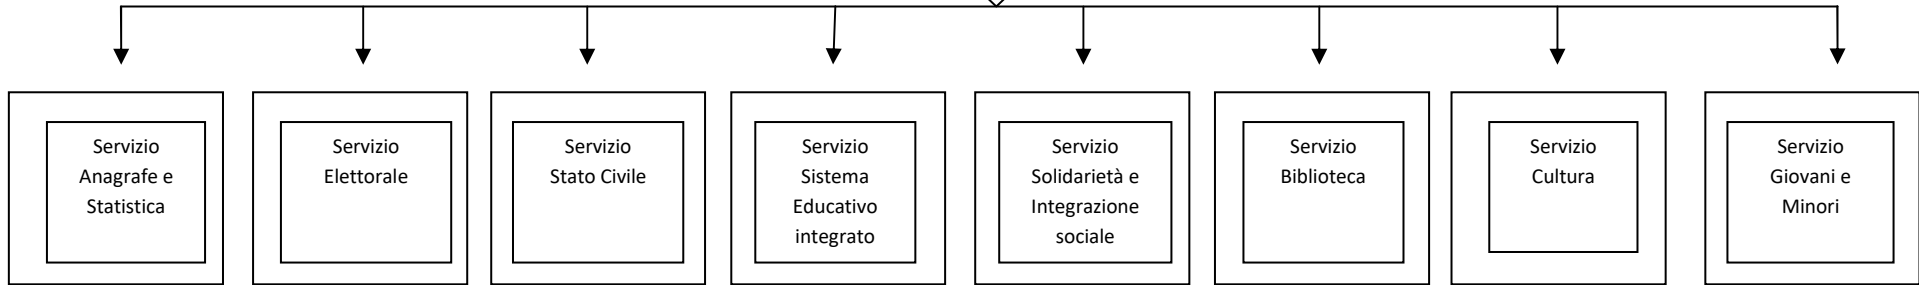 Servizio
Anagrafe e
Statistica
Servizio
Elettorale
Servizio
Stato Civile
Servizio
Sistema
Educativo
integrato
Servizio
Solidarietà e
Integrazione
sociale
Servizio
Biblioteca
Servizio
Cultura
Servizio
Giovani e
Minori